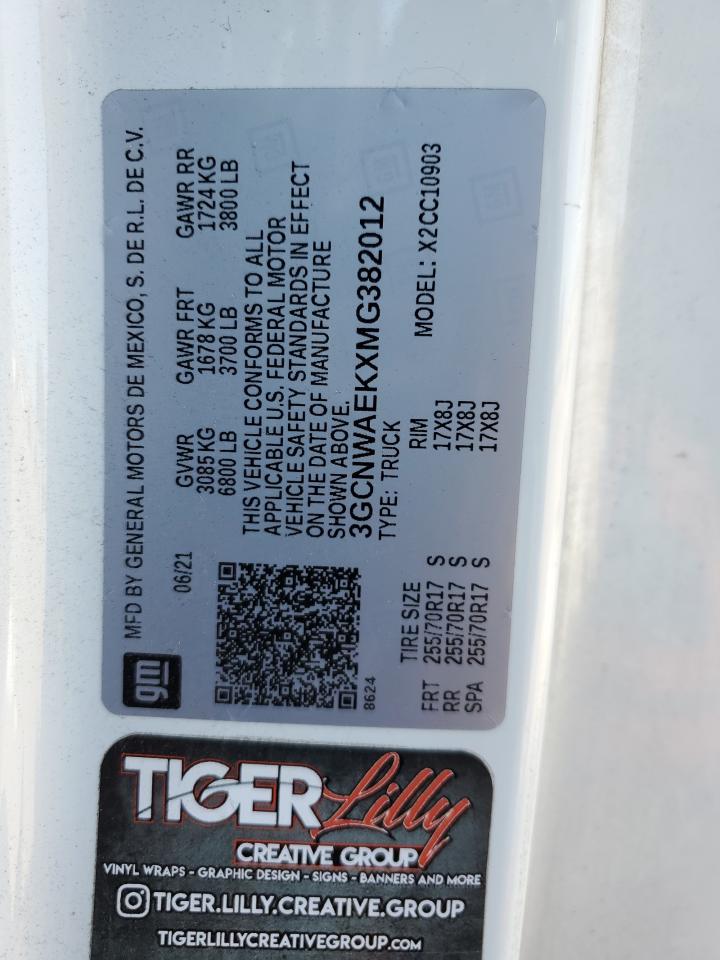 gm
MFD BY GENERAL MOTORS DE MEXICO, S. DE R.L. DE C.V.
06/21
GVWR GAWR FRT GAWR RR
3085 KG 1678 KG 1724 KG
6800 LB 3700 LB 3800 LB
THIS VEHICLE CONFORMS TO ALL
APPLICABLE U.S. FEDERAL MOTOR
VEHICLE SAFETY STANDARDS IN EFFECT
ON THE DATE OF MANUFACTURE
SHOWN ABOVE.
3GCNWAEKXMG382012
8624
TYPE: TRUCK
MODEL: X2CC10903
TIRE SIZE RIM
FRT 255/70R17 S 17X8J
RR 255/70R17 S 17X8J
SPA 255/70R17 S 17X8J
TIGER Lilly
CREATIVE GROUP
VINYL WRAPS - GRAPHIC DESIGN - SIGNS - BANNERS AND MORE
TIGER.LILLY.CREATIVE.GROUP
TIGERLILLYCREATIVEGROUP.COM